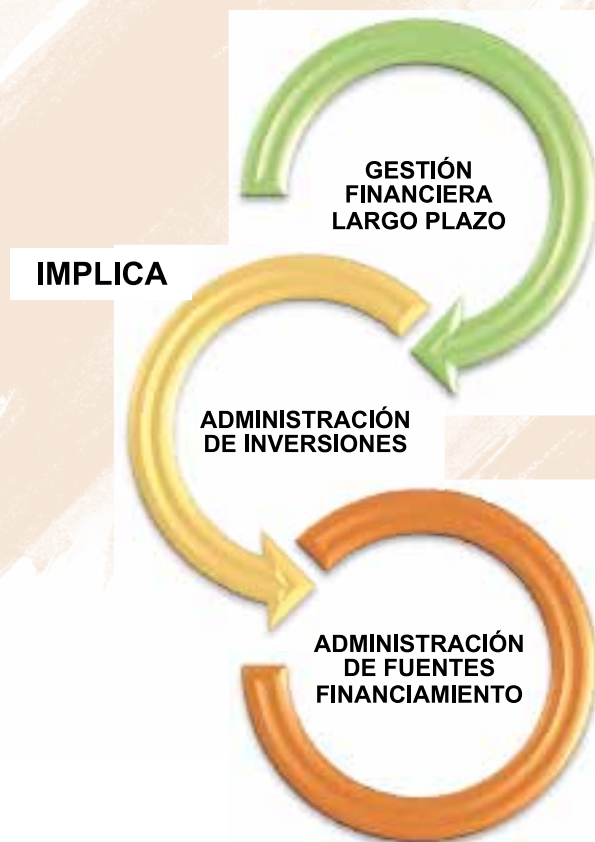 GESTIÓN
FINANCIERA
LARGO PLAZO
IMPLICA
ADMINISTRACIÓN
DE INVERSIONES
ADMINISTRACIÓN
DE FUENTES
FINANCIAMIENTO